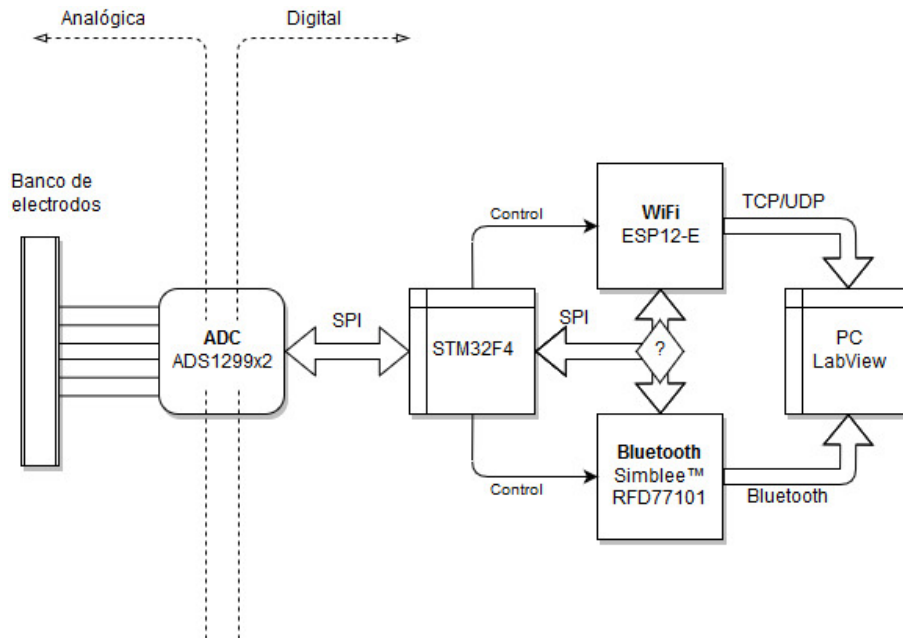 Analógica
Digital
Banco de
electrodos
ADC
ADS1299x2
SPI
STM32F4
Control
Control
SPI
?
WiFi
ESP12-E
TCP/UDP
Bluetooth
Simblee™
RFD77101
Bluetooth
PC
LabView